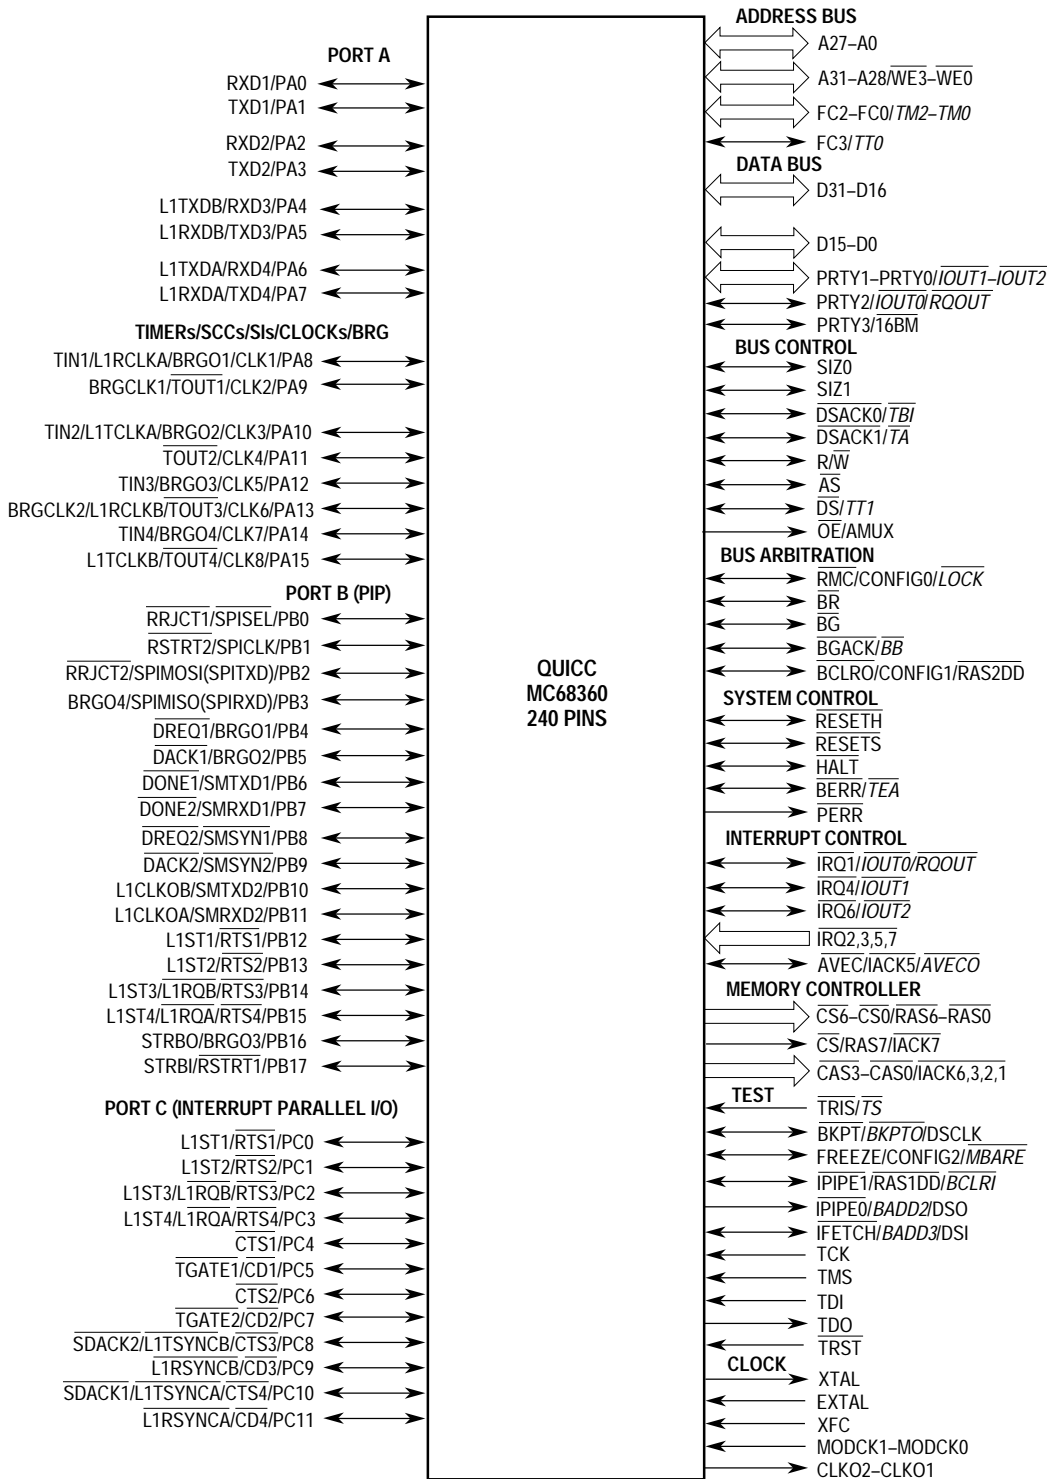 PORT A
RXD1/PA0
TXD1/PA1
RXD2/PA2
TXD2/PA3
L1TXDB/RXD3/PA4
L1RXDB/TXD3/PA5
L1TXDA/RXD4/PA6
L1RXDA/TXD4/PA7
TIMERs/SCCs/SIs/CLOCKs/BRG
TIN1/L1RCLKA/BRGO1/CLK1/PA8
BRGCLK1/TOUT1/CLK2/PA9
TIN2/L1TCLKA/BRGO2/CLK3/PA10
TOUT2/CLK4/PA11
TIN3/BRGO3/CLK5/PA12
BRGCLK2/L1RCLKB/TOUT3/CLK6/PA13
TIN4/BRGO4/CLK7/PA14
L1TCLKB/TOUT4/CLK8/PA15
PORT B (PIP)
RRJCT1/SPISEL/PB0
RSTRT2/SPICLK/PB1
RRJCT2/SPIMOSI(SPITXD)/PB2
BRGO4/SPIMISO(SPIRXD)/PB3
DREQ1/BRGO1/PB4
DACK1/BRGO2/PB5
DONE1/SMTXD1/PB6
DONE2/SMRXD1/PB7
DREQ2/SMSYN1/PB8
DACK2/SMSYN2/PB9
L1CLKOB/SMTXD2/PB10
L1CLKOA/SMRXD2/PB11
L1ST1/RTS1/PB12
L1ST2/RTS2/PB13
L1ST3/L1RQB/RTS3/PB14
L1ST4/L1RQA/RTS4/PB15
STRBO/BRGO3/PB16
STRBI/RSTRT1/PB17
PORT C (INTERRUPT PARALLEL I/O)
L1ST1/RTS1/PC0
L1ST2/RTS2/PC1
L1ST3/L1RQB/RTS3/PC2
L1ST4/L1RQA/RTS4/PC3
CTS1/PC4
TGATE1/CD1/PC5
CTS2/PC6
TGATE2/CD2/PC7
SDACK2/L1TSYNCB/CTS3/PC8
L1RSYNCB/CD3/PC9
SDACK1/L1TSYNCA/CTS4/PC10
L1RSYNCA/CD4/PC11
QUICC
MC68360
240 PINS
ADDRESS BUS
A27–A0
A31–A28/WE3–WE0
FC2–FC0/TM2–TM0
FC3/TT0
DATA BUS
D31–D16
D15–D0
PRTY1–PRTY0/IOUT1–IOUT2
PRTY2/IOUT0/RQOUT
PRTY3/16BM
BUS CONTROL
SIZ0
SIZ1
DSACK0/TBI
DSACK1/TA
R/W
AS
DS/TT1
OE/AMUX
BUS ARBITRATION
RMC/CONFIG0/LOCK
BR
BG
BGACK/BB
BCLRO/CONFIG1/RAS2DD
SYSTEM CONTROL
RESETH
RESETS
HALT
BERR/TEA
PERR
INTERRUPT CONTROL
IRQ1/IOUT0/RQOUT
IRQ4/IOUT1
IRQ6/IOUT2
IRQ2,3,5,7
AVEC/IACK5/AVECO
MEMORY CONTROLLER
CS6–CS0/RAS6–RAS0
CS/RAS7/IACK7
CAS3–CAS0/IACK6,3,2,1
TEST
TRIS/TS
BKPT/BKPTO/DSCLK
FREEZE/CONFIG2/MBARE
IPIPE1/RAS1DD/BCLRI
IPIPE0/BADD2/DSO
IFETCH/BADD3/DSI
TCK
TMS
TDI
TDO
TRST
CLOCK
XTAL
EXTAL
XFC
MODCK1–MODCK0
CLKO2–CLKO1